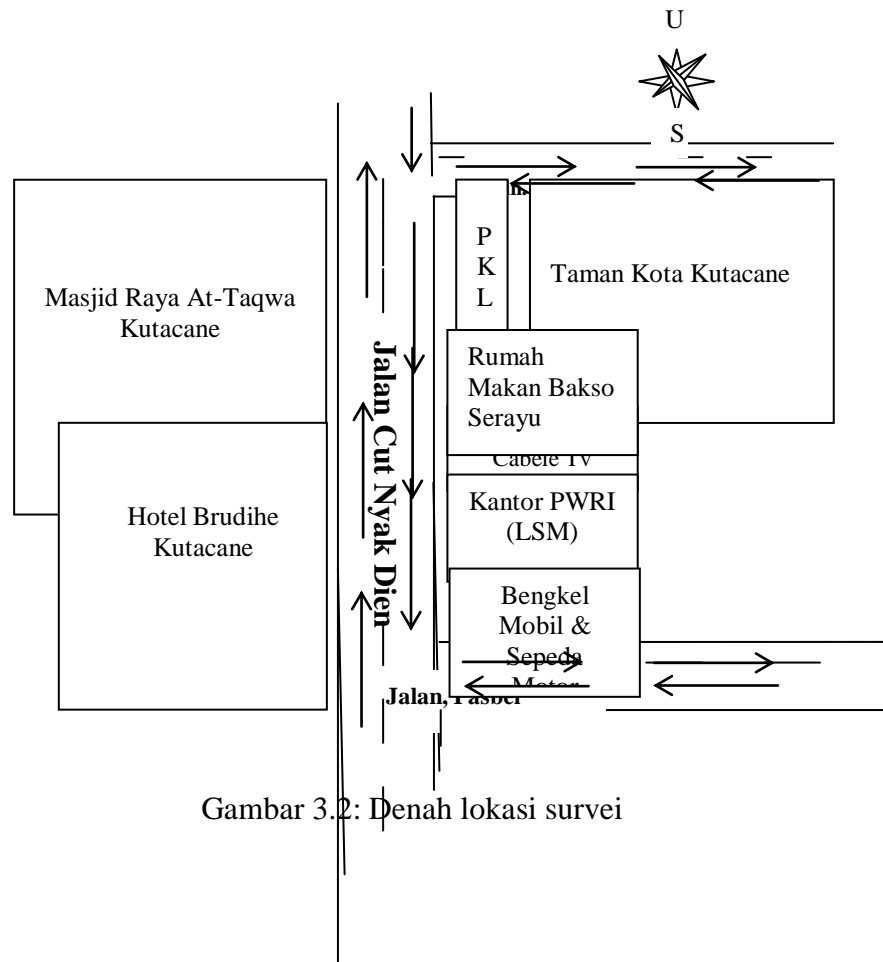 U
S
P
K
L
Taman Kota Kutacane
Masjid Raya At-Taqwa
Kutacane
Rumah
Makan Bakso
Serayu
Cabele Tv
Jalan Cut Nyak Dien
Kantor PWRI
(LSM)
Hotel Brudihe
Kutacane
Bengkel
Mobil &
Sepeda
Motor
Jalan,
Gambar 3.2: Denah lokasi survei